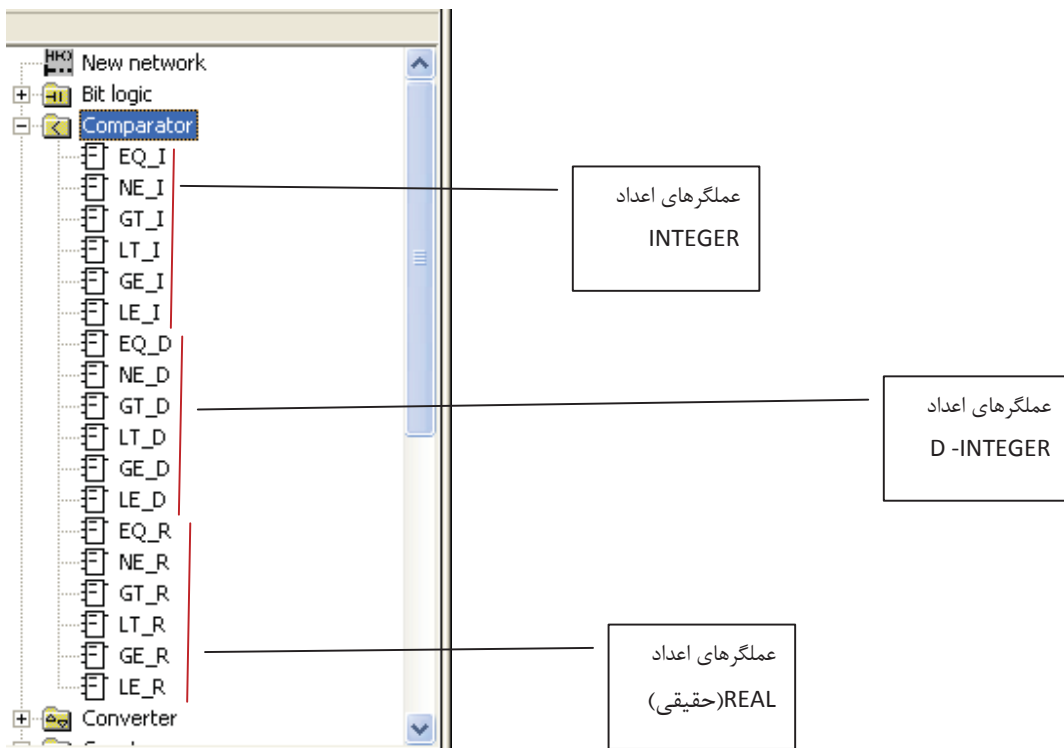 New network
Bit logic
Comparator
EQ_I
NE_I
GT_I
LT_I
GE_I
LE_I
EQ_D
NE_D
GT_D
LT_D
GE_D
LE_D
EQ_R
NE_R
GT_R
LT_R
GE_R
LE_R
Converter
عملگرهای اعداد
INTEGER
عملگرهای اعداد
D -INTEGER
عملگرهای اعداد
REAL(حقیقی)